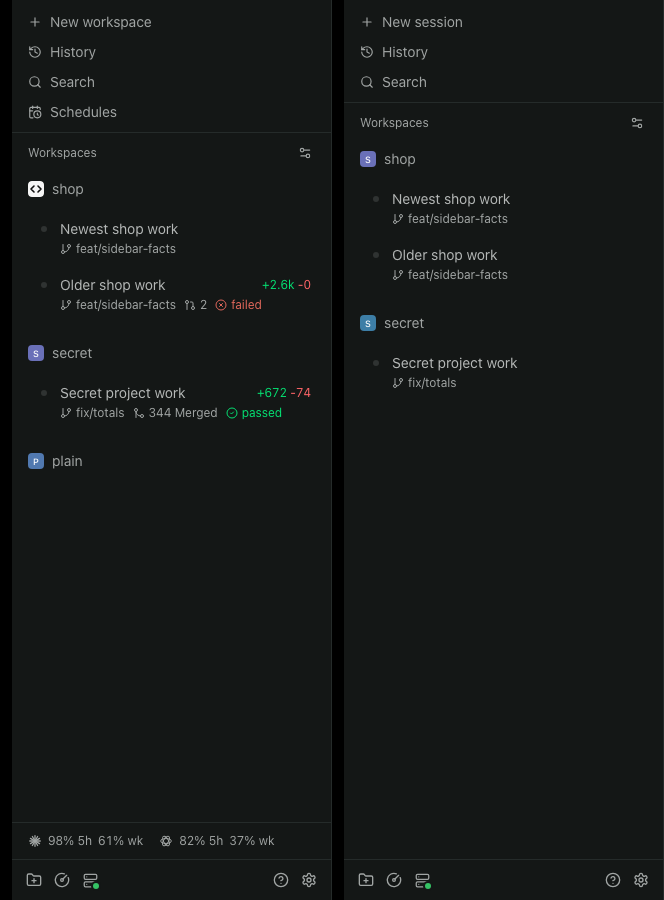 New workspace
History
Search
Schedules
Workspaces
shop
Newest shop work
feat/sidebar-facts
Older shop work +2.6k -0
feat/sidebar-facts 2 failed
S secret
Secret project work +672 -74
fix/totals 344 Merged passed
P plain
98% 5h 61% wk 82% 5h 37% wk
New session
History
Search
Workspaces
S shop
Newest shop work
feat/sidebar-facts
Older shop work
feat/sidebar-facts
S secret
Secret project work
fix/totals